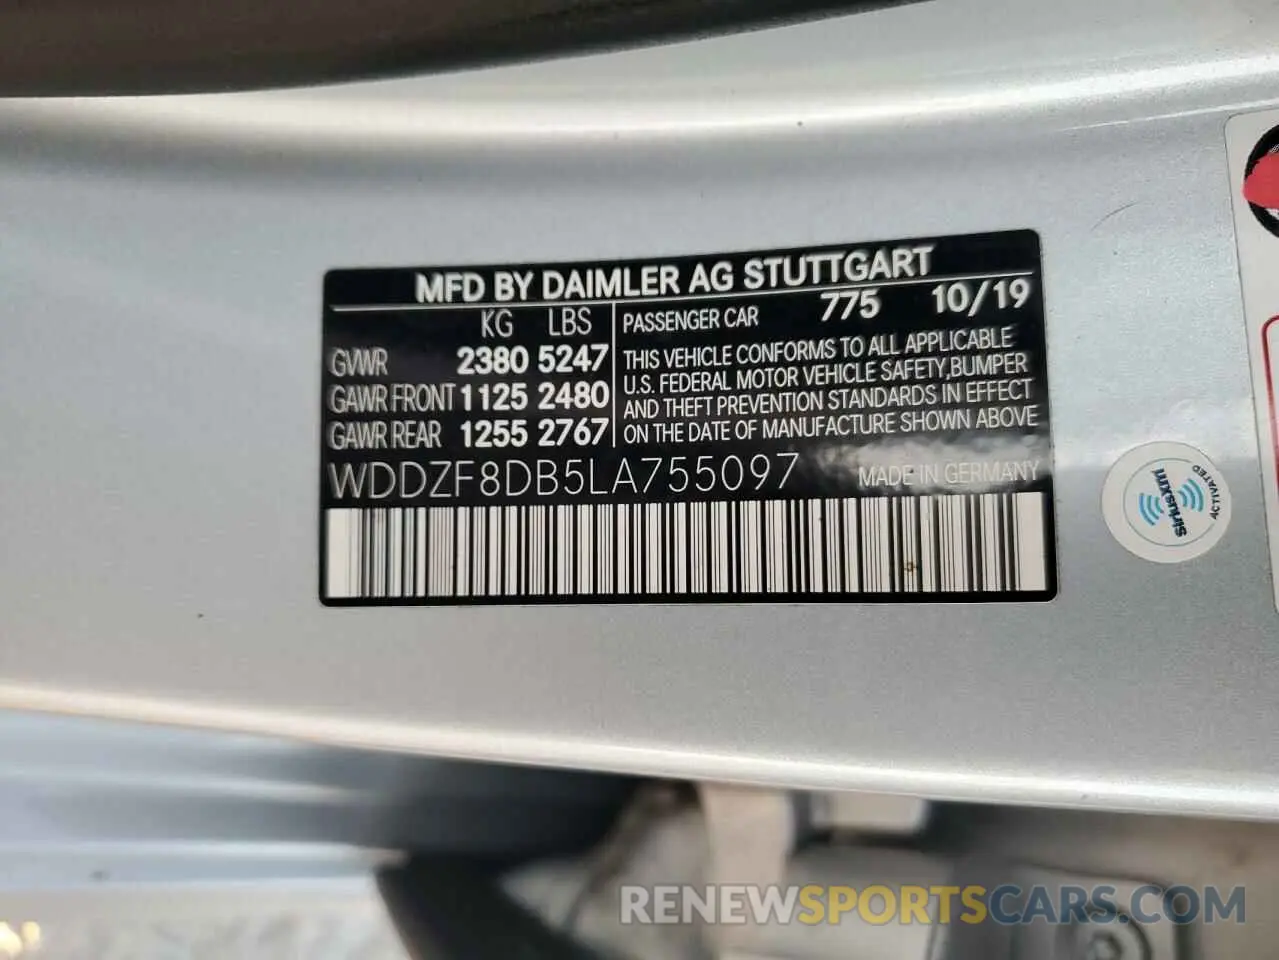 MFD BY DAIMLER AG STUTTGART
KG LBS
GVWR 2380 5247
GAWR FRONT 1125 2480
GAWR REAR 1255 2767
PASSENGER CAR 775 10/19
THIS VEHICLE CONFORMS TO ALL APPLICABLE
U.S. FEDERAL MOTOR VEHICLE SAFETY,BUMPER
AND THEFT PREVENTION STANDARDS IN EFFECT
ON THE DATE OF MANUFACTURE SHOWN ABOVE
WDDZF8DB5LA755097 MADE IN GERMANY
ACTIVATED
siriusxm
RENEWSPORTSCARS.COM